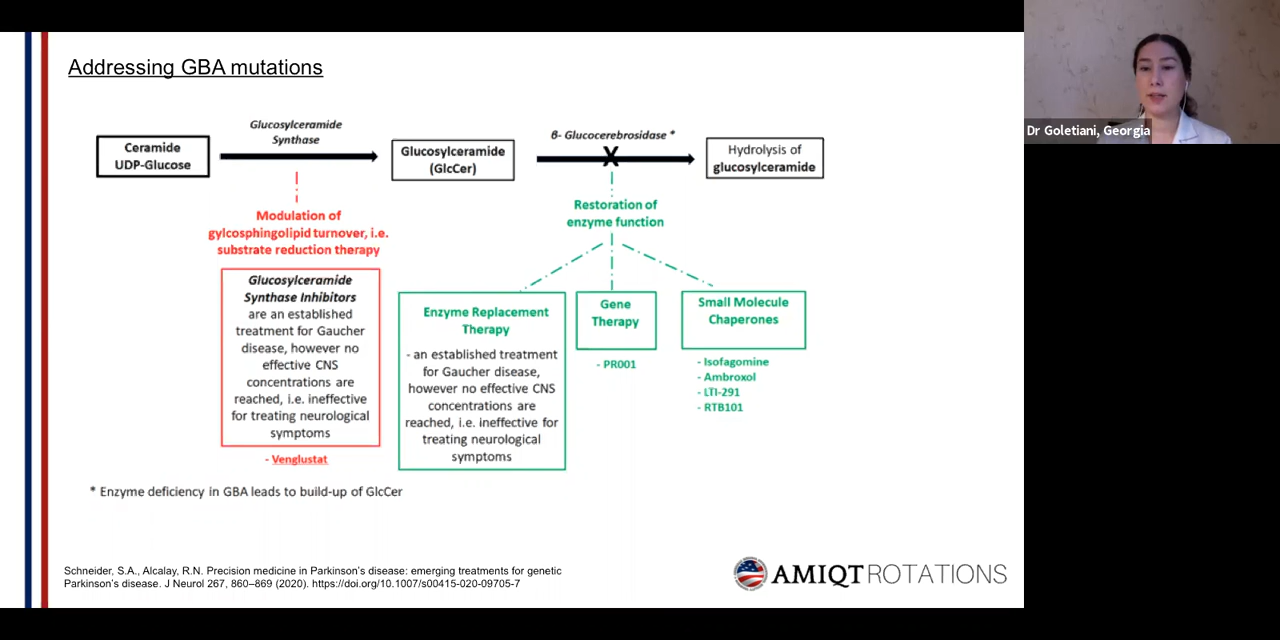 Addressing GBA mutations
Ceramide
UDP-Glucose
Glucosylceramide
Synthase
Glucosylceramide
(GlcCer)
β- Glucocerebrosidase *
X
Hydrolysis of
glucosylceramide
Modulation of
gylcosphingolipid turnover, i.e.
substrate reduction therapy
Glucosylceramide
Synthase Inhibitors
are an established
treatment for Gaucher
disease, however no
effective CNS
concentrations are
reached, i.e. ineffective
for treating neurological
symptoms
- Venglustat
Restoration of
enzyme function
Enzyme Replacement
Therapy
- an established treatment
for Gaucher disease,
however no effective CNS
concentrations are
reached, i.e. ineffective for
treating neurological
symptoms
Gene
Therapy
- PR001
Small Molecule
Chaperones
- Isofagomine
- Ambroxol
- LTI-291
- RTB101
* Enzyme deficiency in GBA leads to build-up of GlcCer
Schneider, S.A., Alcalay, R.N. Precision medicine in Parkinson's disease: emerging treatments for genetic
Parkinson's disease. J Neurol 267, 860–869 (2020). https://doi.org/10.1007/s00415-020-09705-7
AMIQT ROTATIONS
Dr Goletiani, Georgia